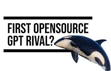 FIRST OPENSOURCE
GPT RIVAL?